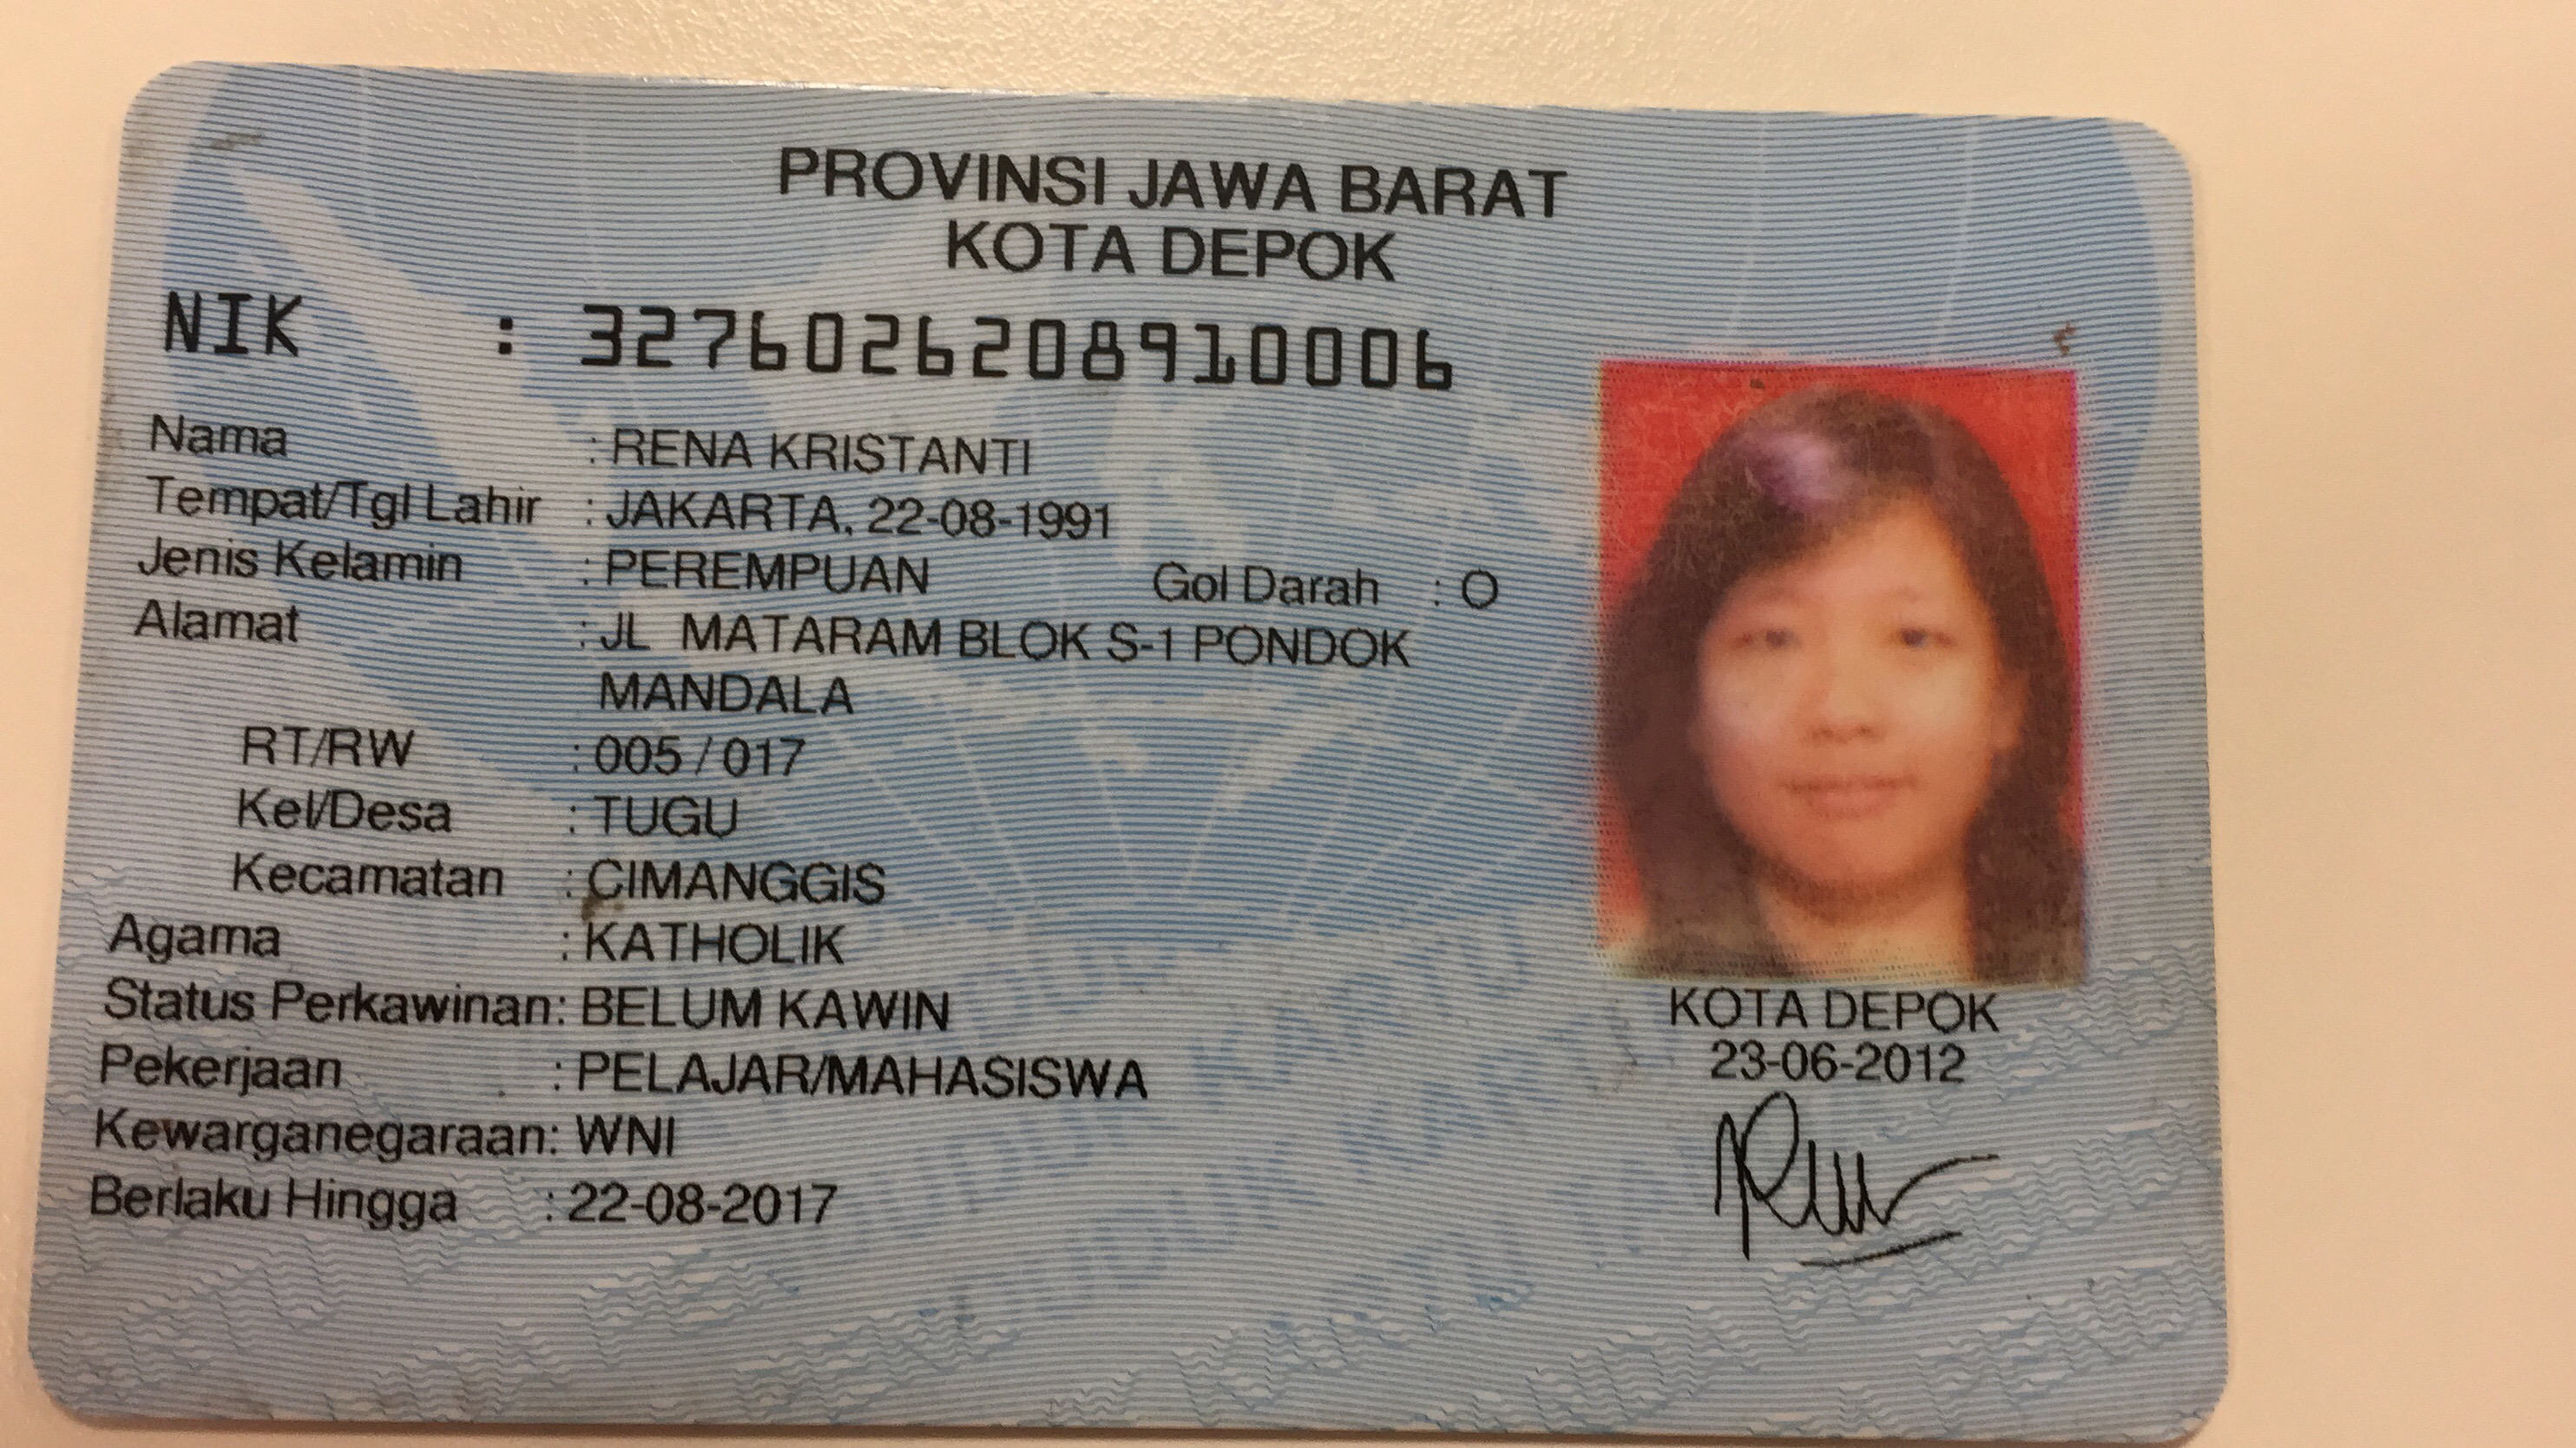 PROVINSI JAWA BARAT
KOTA DEPOK
NIK : 3276026208910006
Nama : RENA KRISTANTI
Tempat/Tgl Lahir : JAKARTA, 22-08-1991
Jenis Kelamin : PEREMPUAN Gol Darah : O
Alamat : JL MATARAM BLOK S-1 PONDOK
MANDALA
RT/RW : 005 / 017
Kel/Desa : TUGU
Kecamatan : CIMANGGIS
Agama : KATHOLIK
Status Perkawinan: BELUM KAWIN
Pekerjaan : PELAJAR/MAHASISWA
Kewarganegaraan: WNI
Berlaku Hingga : 22-08-2017
KOTA DEPOK
23-06-2012